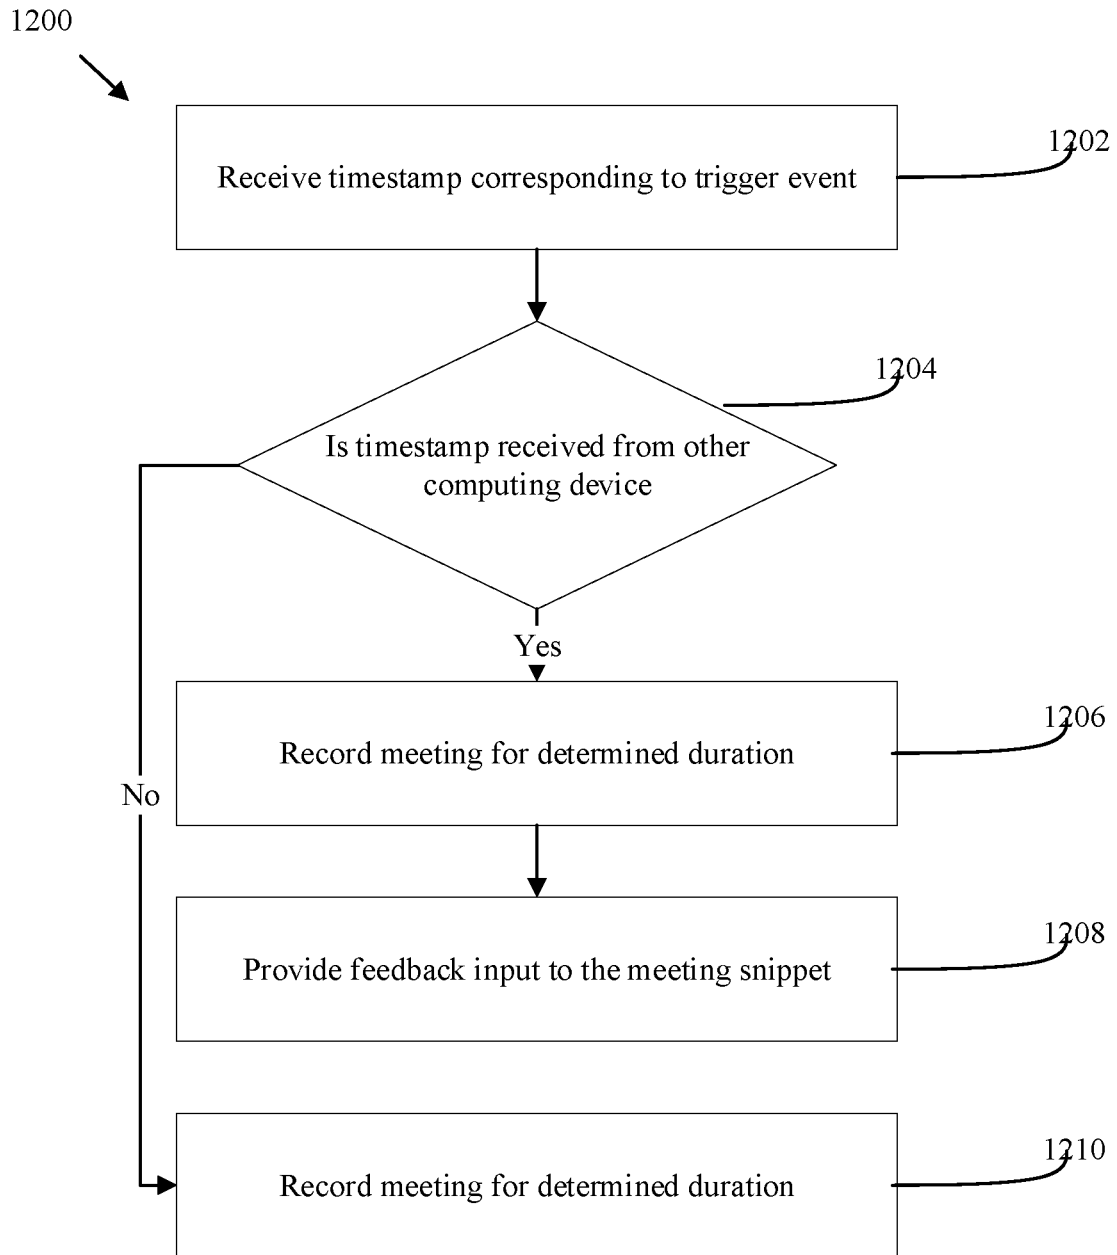 1200
1202
Receive timestamp corresponding to trigger event
1204
Is timestamp received from other
computing device
Yes
1206
Record meeting for determined duration
No
1208
Provide feedback input to the meeting snippet
1210
Record meeting for determined duration